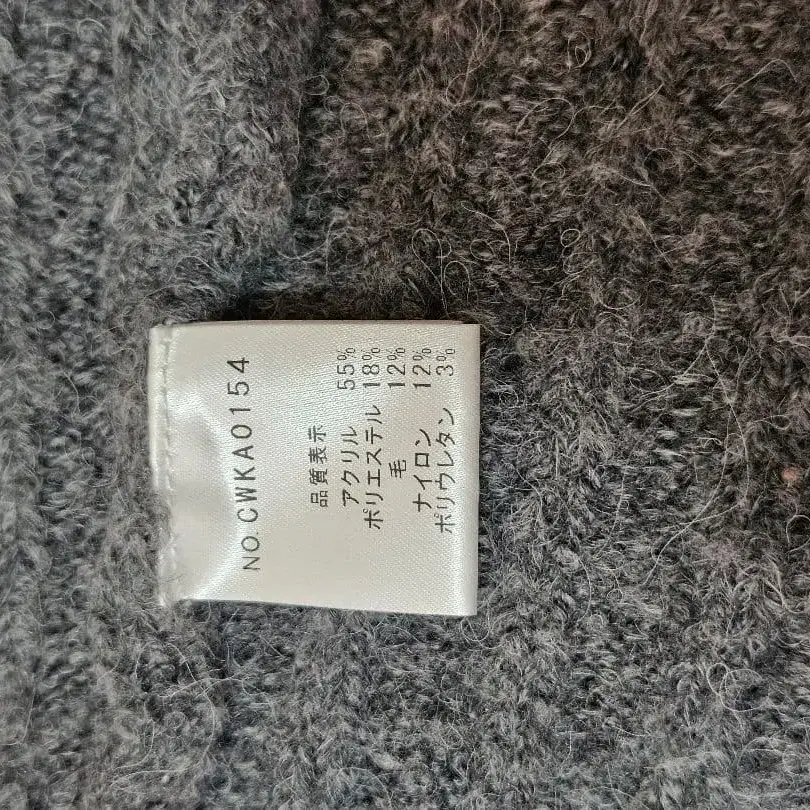 NO.CWKA0154
品質表示
アクリル 55%
ポリエステル 18%
毛 12%
ナイロン 12%
ポリウレタン 3%